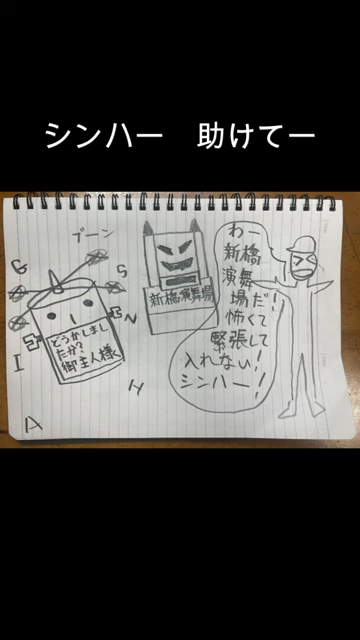 シンハー　助けてー
ブーン
G
S
I
N
H
A
どうかしまし
たか?
御主人様
新橋演舞場
わー
新橋
演舞
場だ!
怖くて
緊張して
入れない!
シンハー!